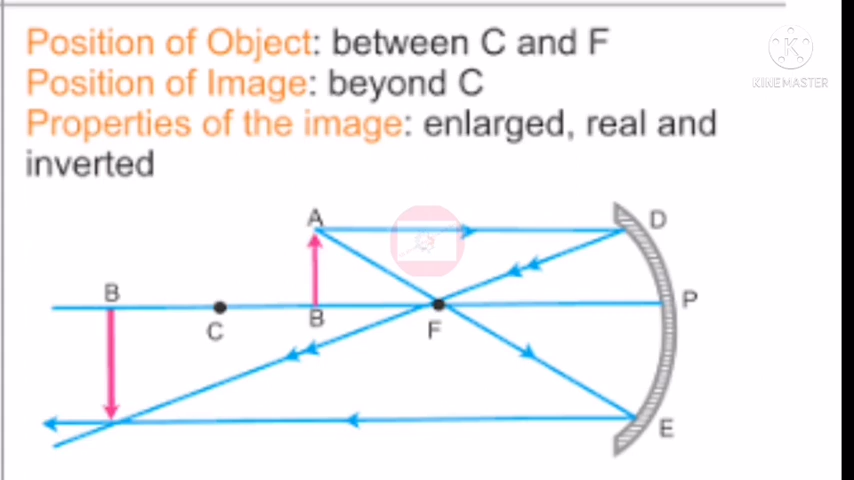 Position of Object: between C and F
Position of Image: beyond C
Properties of the image: enlarged, real and
inverted
K
KINEMASTER
A
D
B
C
B
F
P
E